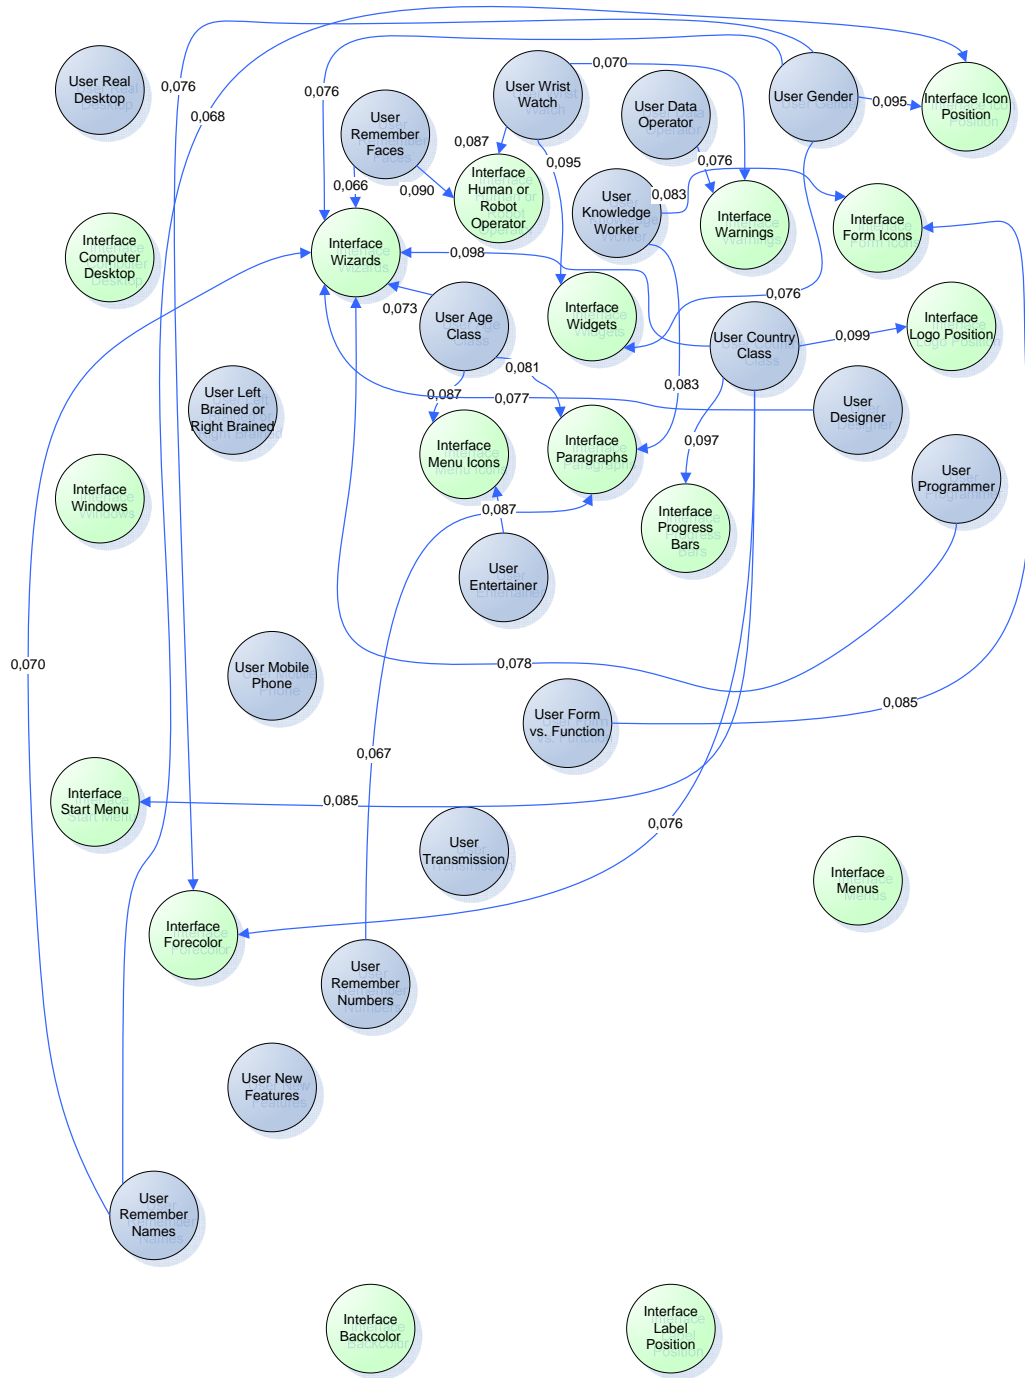 0,076
0,068
User Real
Desktop
0,076
User
Remember
Faces
0,087
0,066
0,090
User Wrist
Watch
0,070
User Data
Operator
0,076
User Gender
0,095
Interface Icon
Position
Interface
Human or
Robot
Operator
0,095
User
Knowledge
Worker
0,083
Interface
Warnings
Interface
Form Icons
Interface
Computer
Desktop
Interface
Wizards
0,098
0,073
User Age
Class
Interface
Widgets
0,076
User Country
Class
0,099
Interface
Logo Position
0,081
0,087
0,077
0,083
User
Designer
User Left
Brained or
Right Brained
Interface
Menu Icons
Interface
Paragraphs
0,097
User
Programmer
Interface
Windows
0,087
Interface
Progress
Bars
User
Entertainer
0,070
User Mobile
Phone
0,078
User Form
vs. Function
0,085
0,067
Interface
Start Menu
0,085
0,076
User
Transmission
Interface
Menus
Interface
Forecolor
User
Remember
Numbers
User New
Features
User
Remember
Names
Interface
Backcolor
Interface
Label
Position